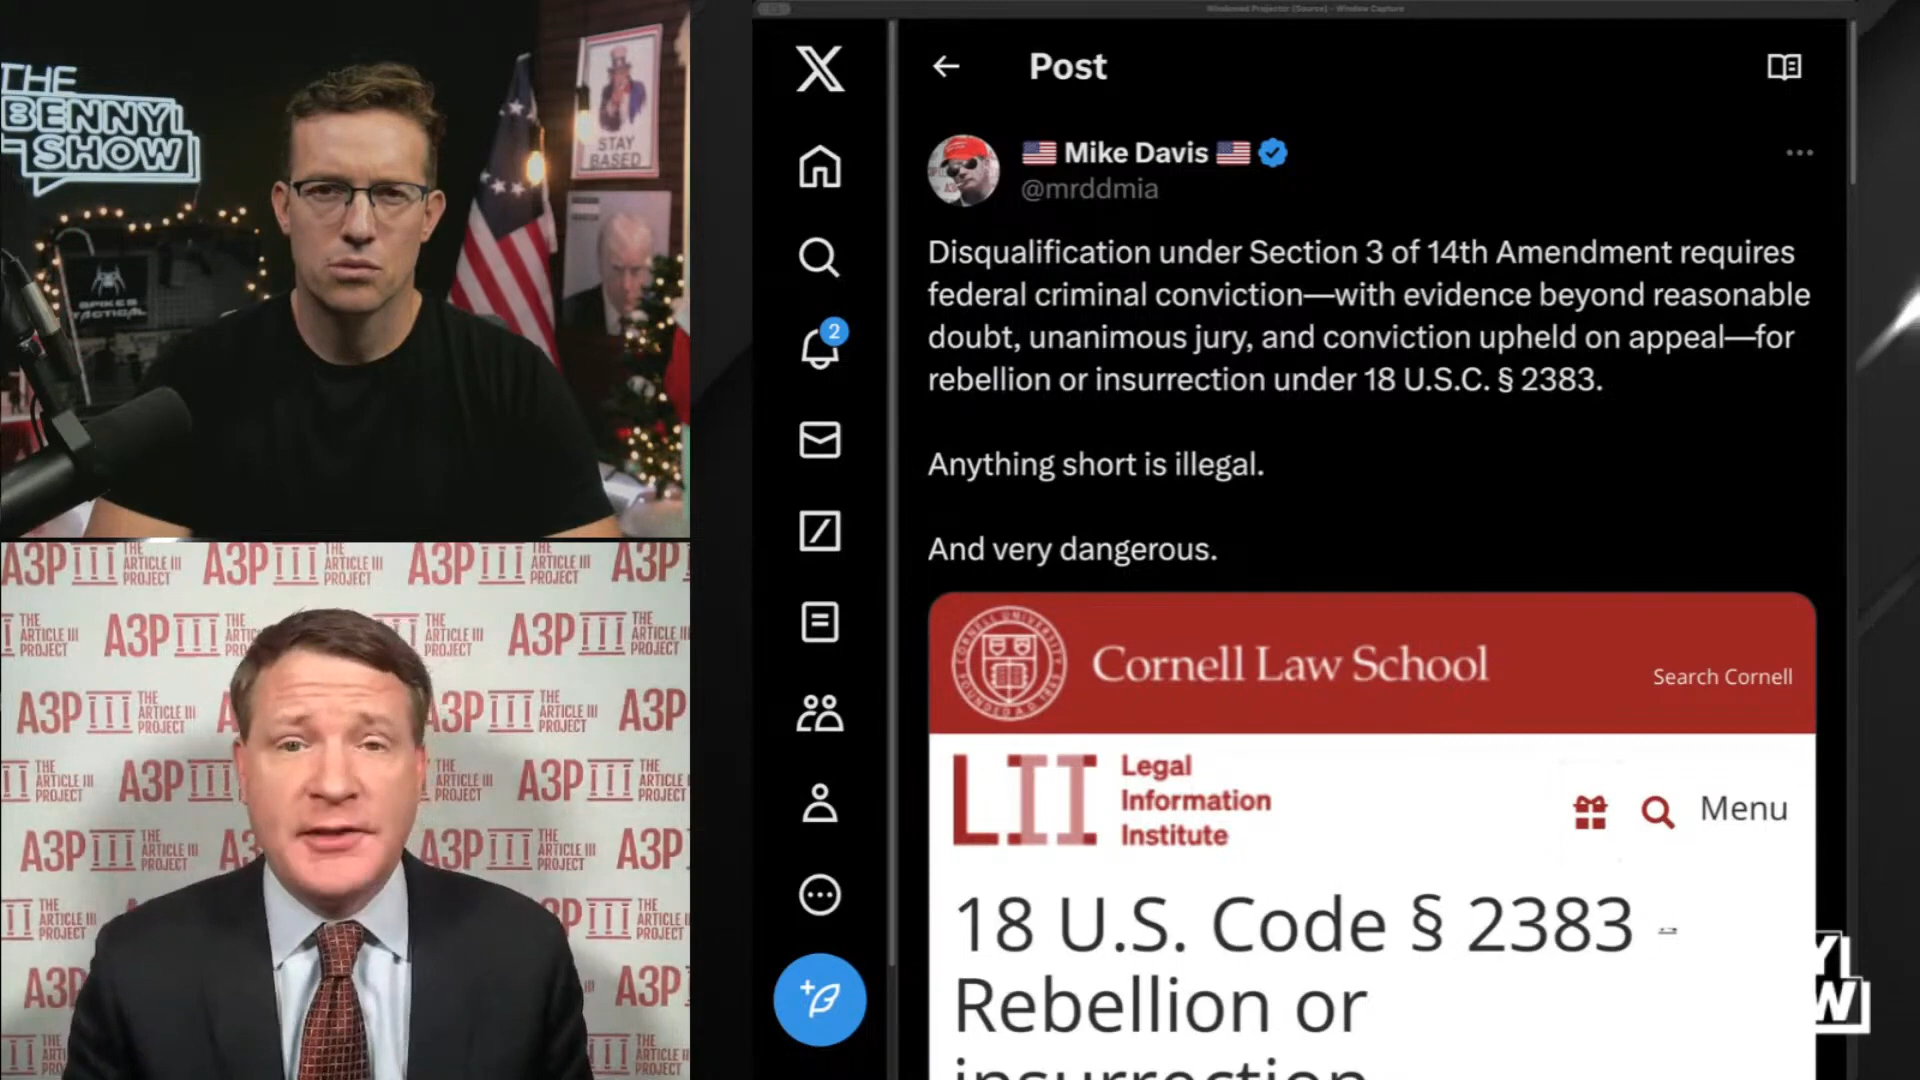 THE
BENNY
SHOW
STAY
BASED
SPIKES
TACTICAL
A3P THE ARTICLE III PROJECT
Post
Mike Davis
@mrddmia
2
Disqualification under Section 3 of 14th Amendment requires
federal criminal conviction—with evidence beyond reasonable
doubt, unanimous jury, and conviction upheld on appeal—for
rebellion or insurrection under 18 U.S.C. § 2383.
Anything short is illegal.
And very dangerous.
Cornell Law School
Search Cornell
LII
Legal
Information
Institute
Menu
18 U.S. Code § 2383 -
Rebellion or
insurrection